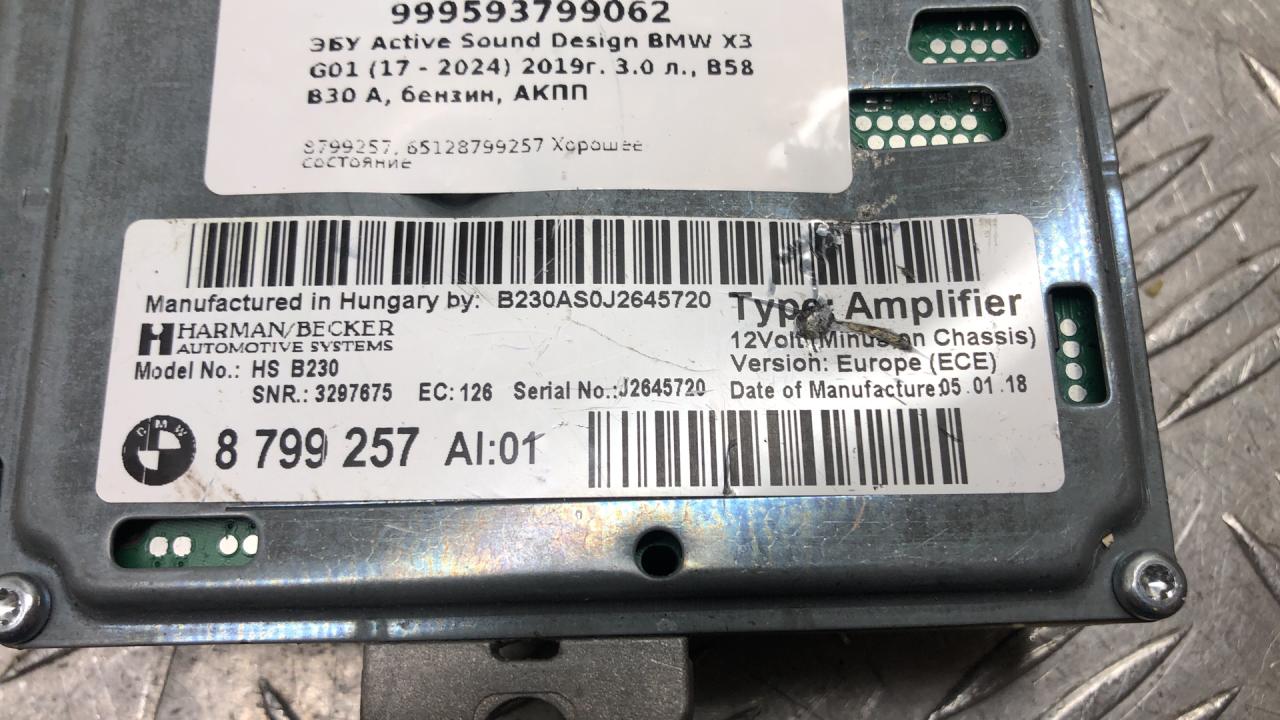 999593799062
ЭБУ Active Sound Design BMW X3
G01 (17 - 2024) 2019г. 3.0 л., B58
B30 A, бензин, АКПП
8799257, 65128799257 Хорошее
состояние
Manufactured in Hungary by: B230AS0J2645720
HARMAN/BECKER
AUTOMOTIVE SYSTEMS
Model No.: HS B230
SNR.: 3297675 EC: 126 Serial No.: J2645720
Type: Amplifier
12Volt (Minus on Chassis)
Version: Europe (ECE)
Date of Manufacture: 05.01.18
BMW
8 799 257 AI:01